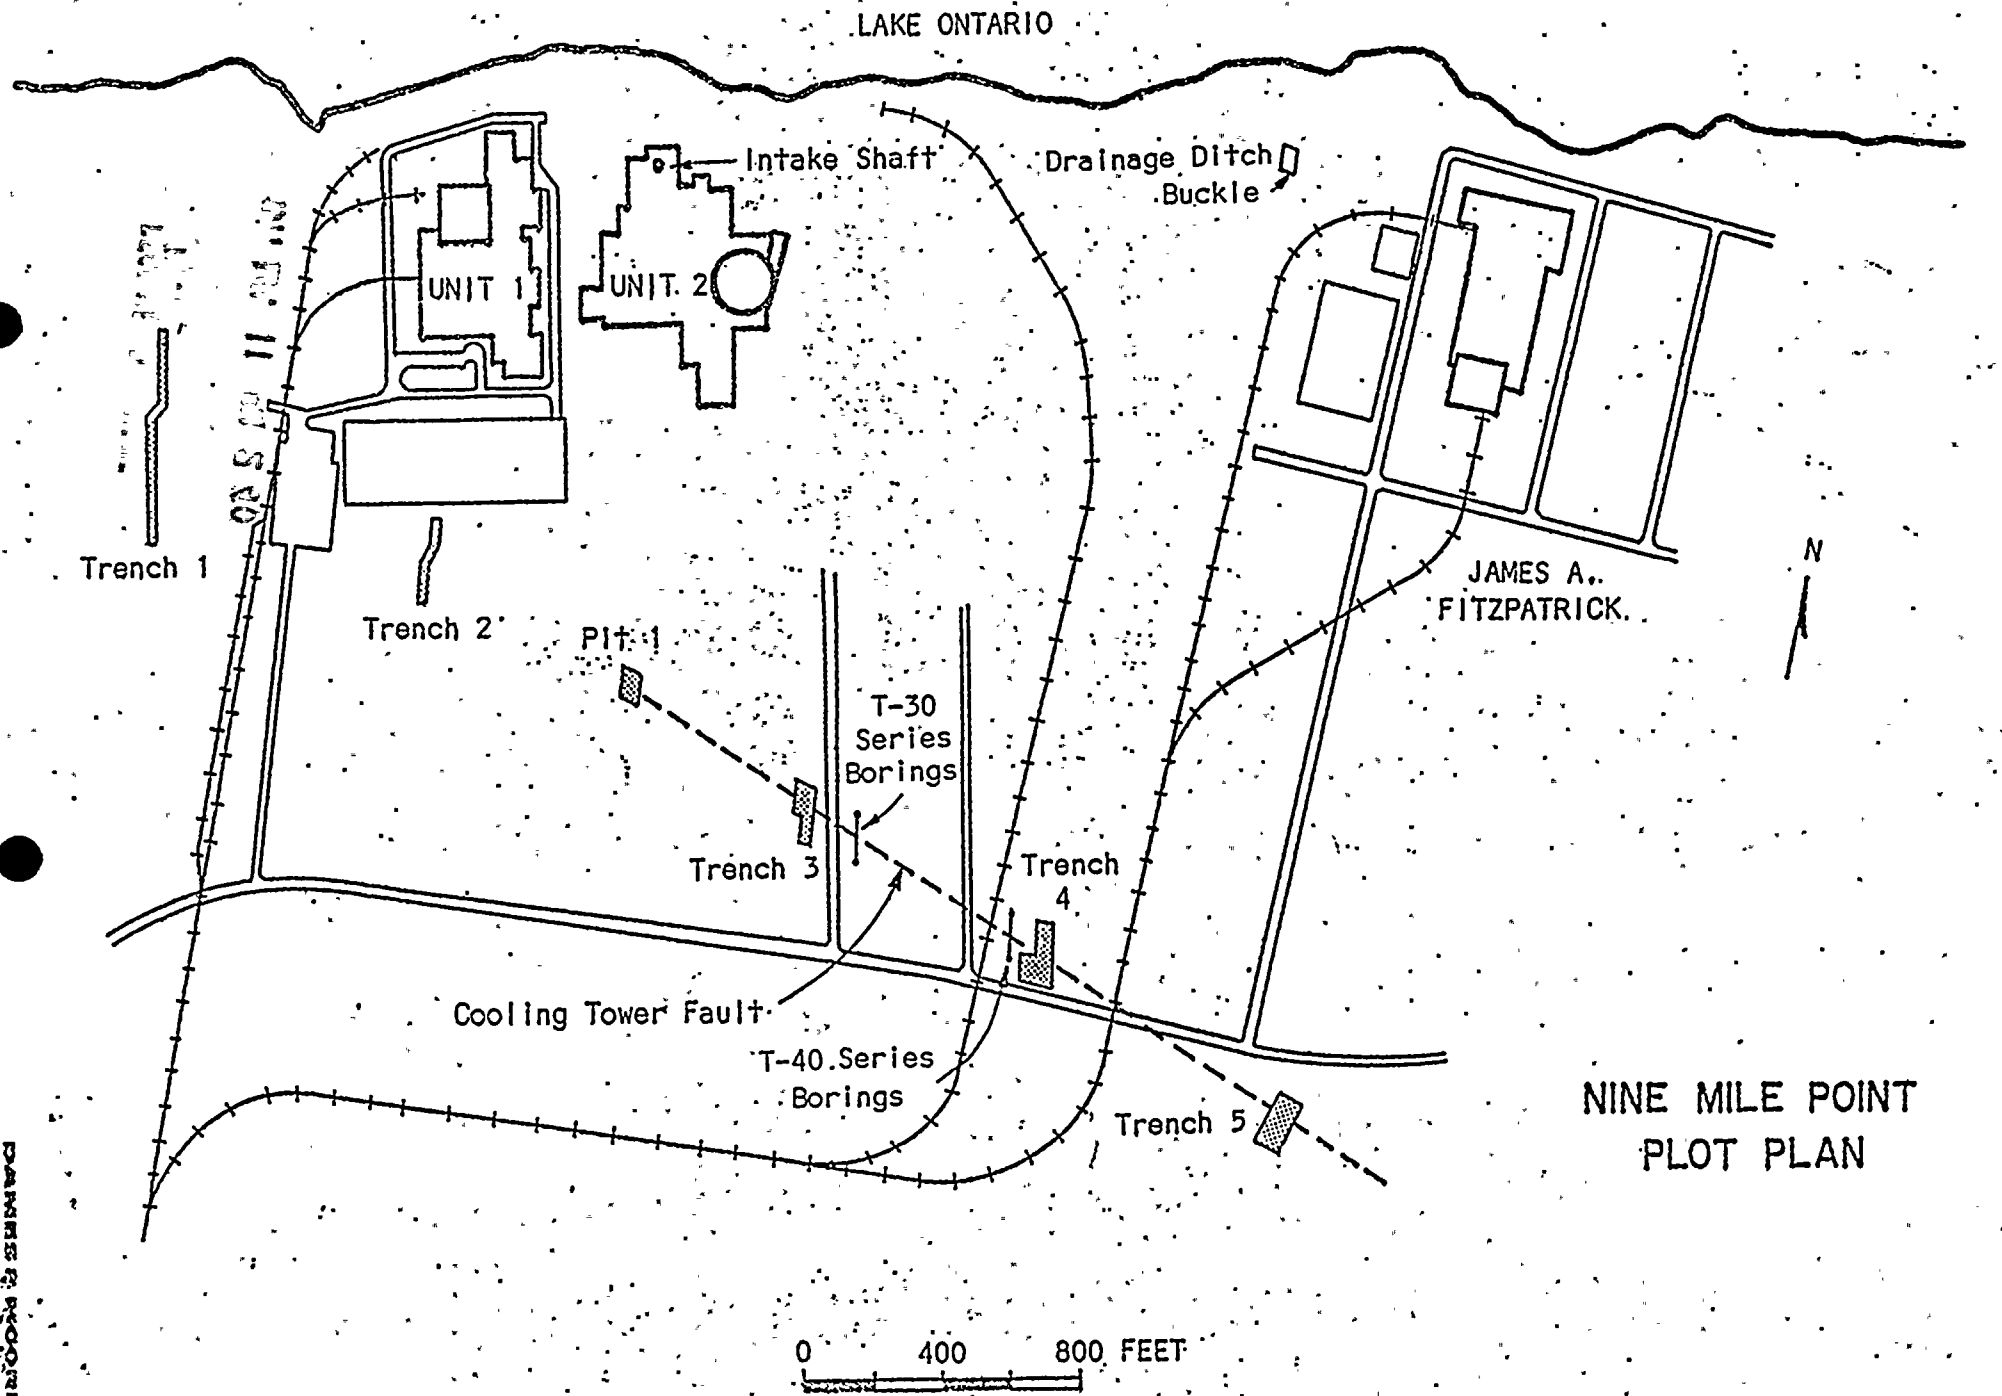 LAKE ONTARIO
Intake Shaft
Drainage Ditch
Buckle
UNIT 1
UNIT 2
Trench 1
Trench 2
Pit 1
JAMES A.
FITZPATRICK
N
T-30
Series
Borings
Trench 3
Trench
4
Cooling Tower Fault
T-40 Series
Borings
Trench 5
NINE MILE POINT
PLOT PLAN
0 400 800 FEET